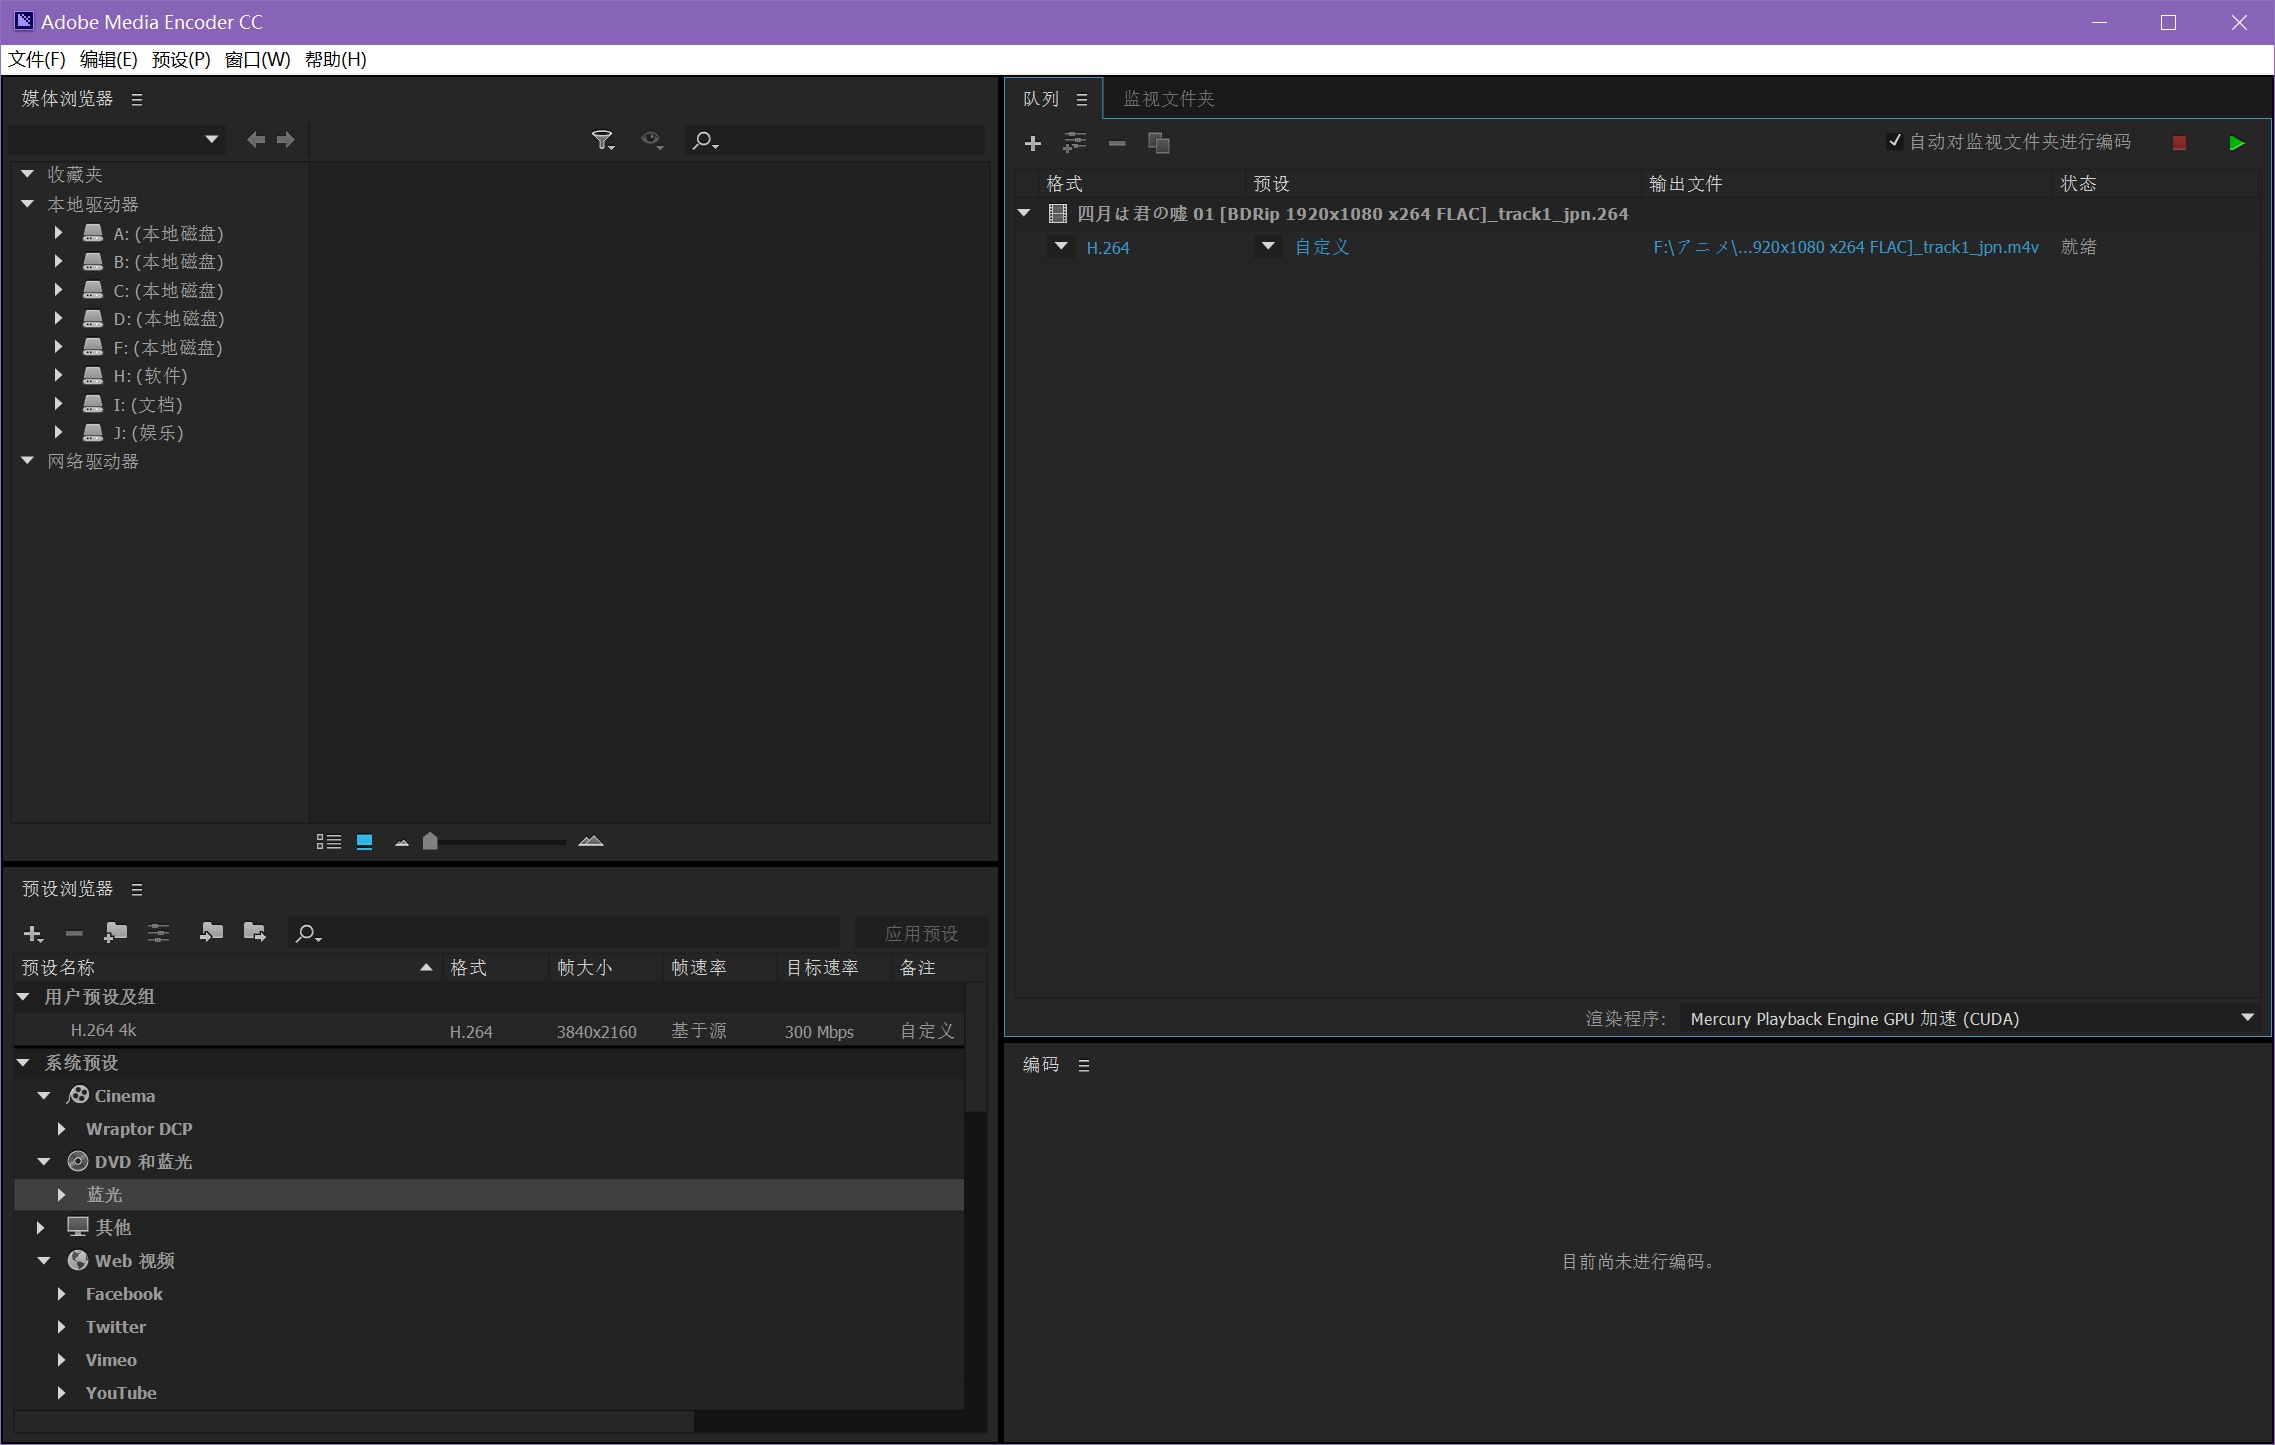 Adobe Media Encoder CC
文件(F) 编辑(E) 预设(P) 窗口(W) 帮助(H)
媒体浏览器
收藏夹
本地驱动器
A: (本地磁盘)
B: (本地磁盘)
C: (本地磁盘)
D: (本地磁盘)
F: (本地磁盘)
H: (软件)
I: (文档)
J: (娱乐)
网络驱动器
预设浏览器
应用预设
预设名称 格式 帧大小 帧速率 目标速率 备注
用户预设及组
H.264 4k H.264 3840x2160 基于源 300 Mbps 自定义
系统预设
Cinema
Wraptor DCP
DVD 和蓝光
蓝光
其他
Web 视频
Facebook
Twitter
Vimeo
YouTube
队列 监视文件夹
自动对监视文件夹进行编码
格式 预设 输出文件 状态
四月は君の嘘 01 [BDRip 1920x1080 x264 FLAC]_track1_jpn.264
H.264 自定义 F:\アニメ\...920x1080 x264 FLAC]_track1_jpn.m4v 就绪
渲染程序: Mercury Playback Engine GPU 加速 (CUDA)
编码
目前尚未进行编码。